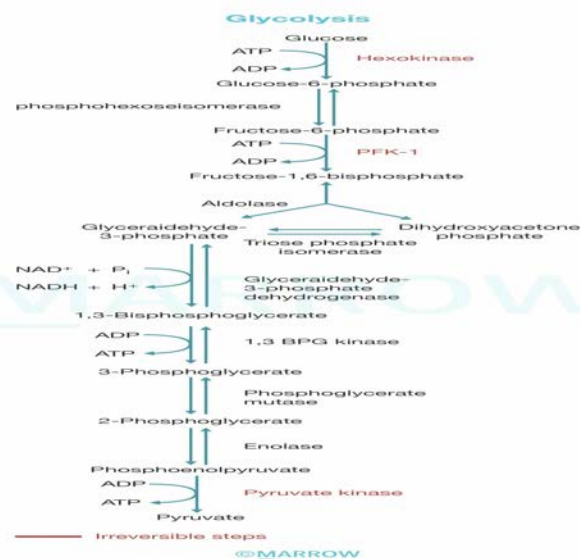 Glycolysis
Glucose
ATP
ADP
Hexokinase
Glucose-6-phosphate
phosphohexoseisomerase
Fructose-6-phosphate
ATP
ADP
PFK-1
Fructose-1,6-bisphosphate
Aldolase
Glyceraidehyde-
3-phosphate
Dihydroxyacetone
phosphate
Triose phosphate
isomerase
NAD⁺ + Pᵢ
NADH + H⁺
Glyceraidehyde-
3-phosphate
dehydrogenase
MARROW
1,3-Bisphosphoglycerate
ADP
ATP
1,3 BPG kinase
3-Phosphoglycerate
Phosphoglycerate
mutase
2-Phosphoglycerate
Enolase
Phosphoenolpyruvate
ADP
ATP
Pyruvate kinase
Pyruvate
Irreversible steps
©MARROW